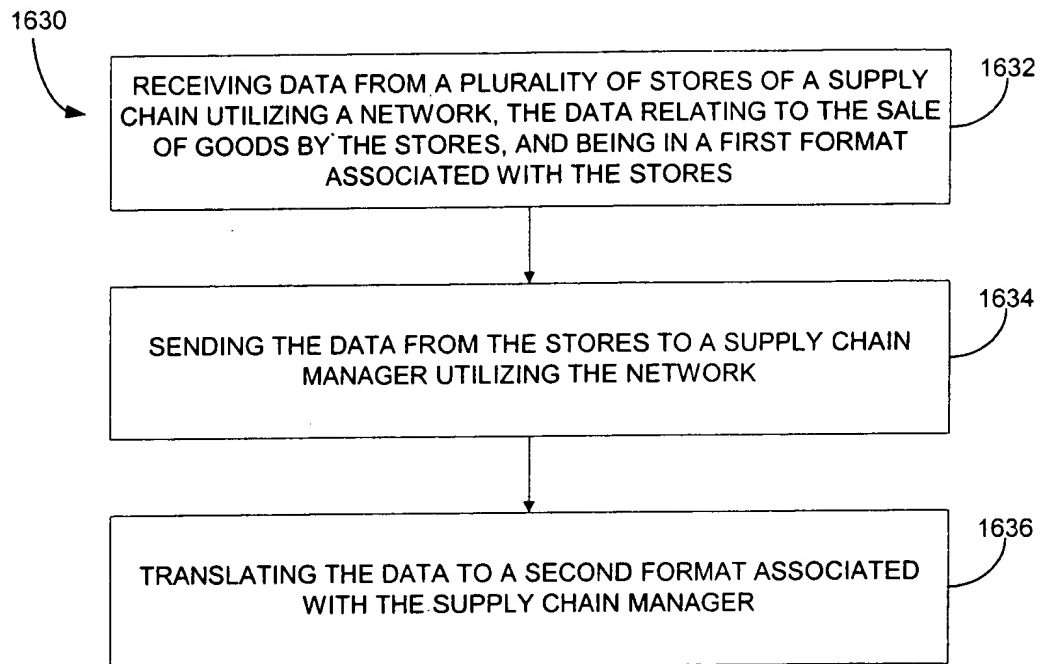 1630
RECEIVING DATA FROM A PLURALITY OF STORES OF A SUPPLY
CHAIN UTILIZING A NETWORK, THE DATA RELATING TO THE SALE
OF GOODS BY THE STORES, AND BEING IN A FIRST FORMAT
ASSOCIATED WITH THE STORES
1632
SENDING THE DATA FROM THE STORES TO A SUPPLY CHAIN
MANAGER UTILIZING THE NETWORK
1634
TRANSLATING THE DATA TO A SECOND FORMAT ASSOCIATED
WITH THE SUPPLY CHAIN MANAGER
1636